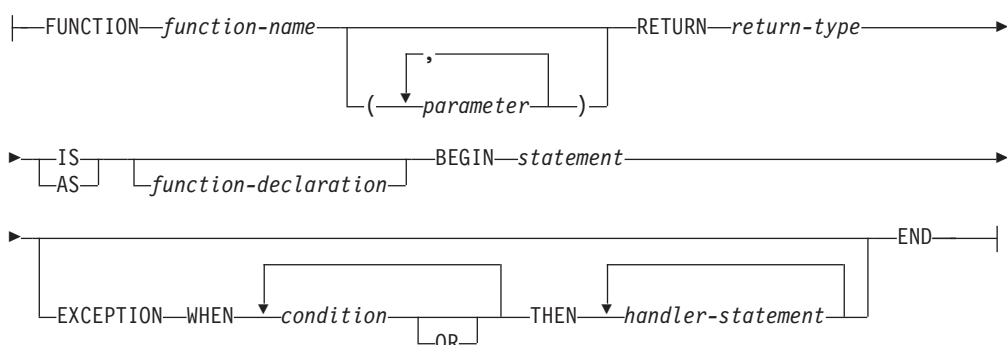 FUNCTION function-name RETURN return-type
,
( parameter )
IS BEGIN statement
AS function-declaration
END
EXCEPTION WHEN condition THEN handler-statement
OR